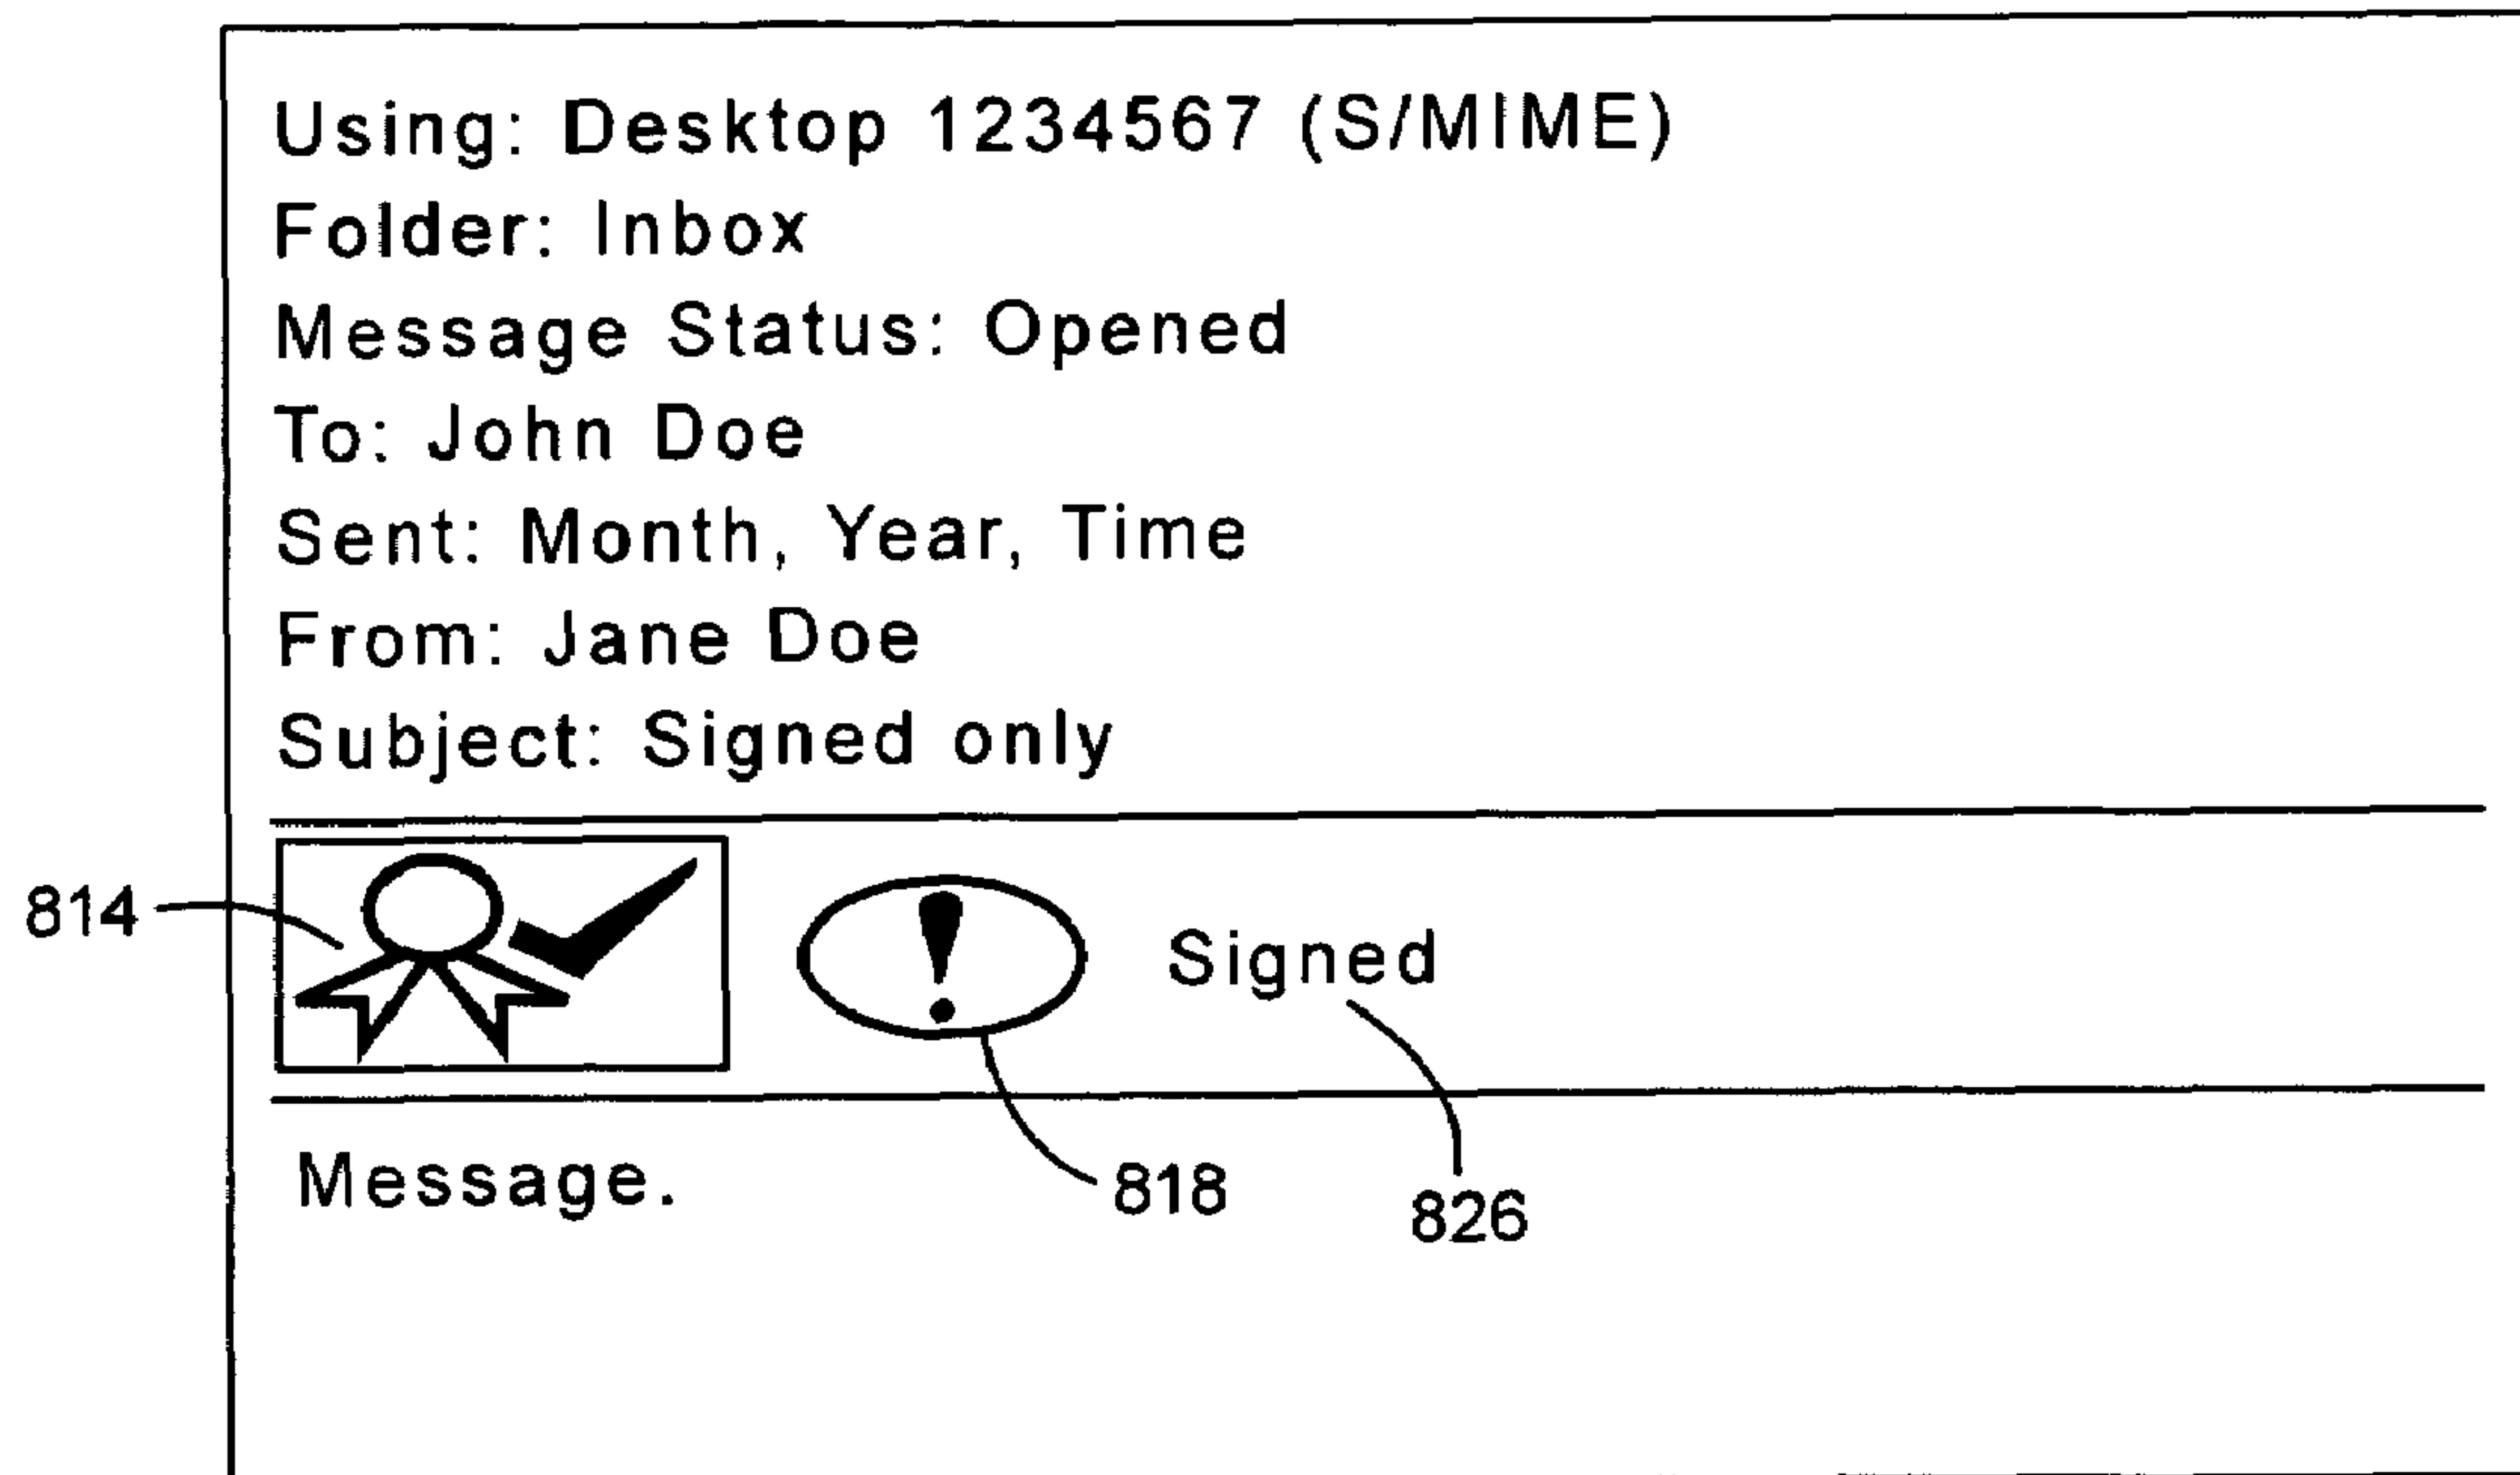 Using: Desktop 1234567 (S/MIME)
Folder: Inbox
Message Status: Opened
To: John Doe
Sent: Month, Year, Time
From: Jane Doe
Subject: Signed only
814
! Signed
Message.
818
826